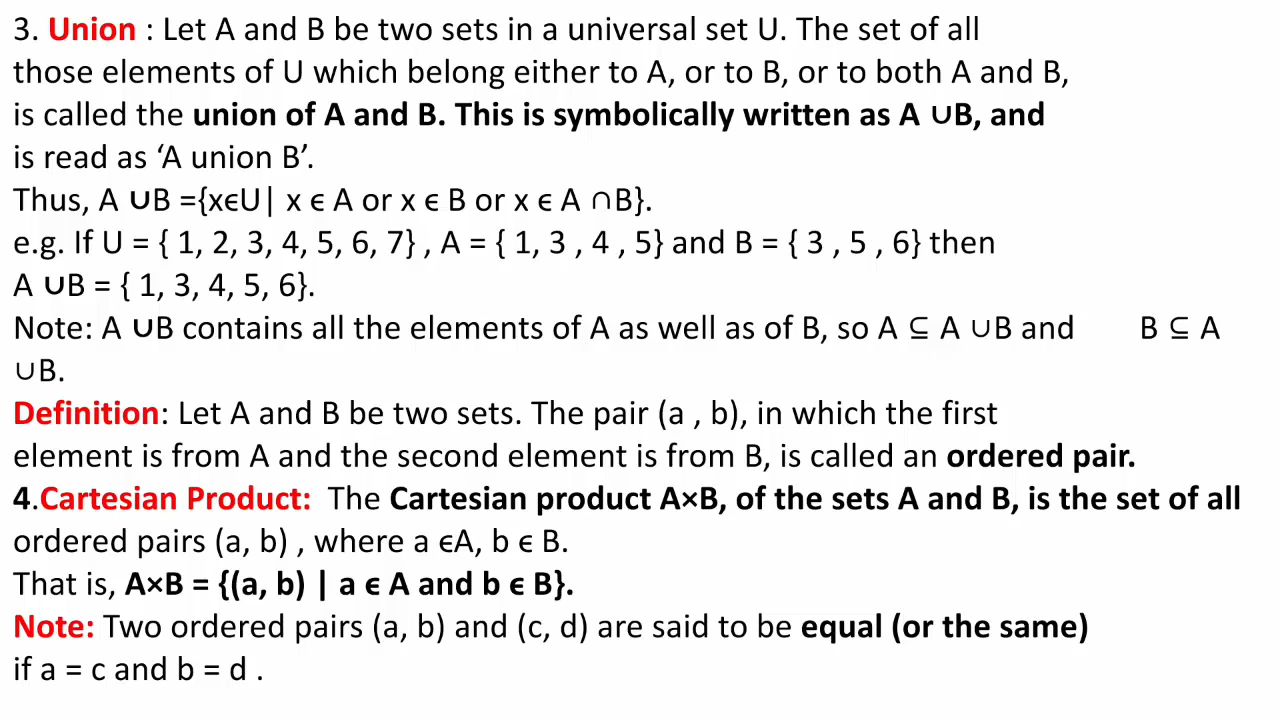 3. Union : Let A and B be two sets in a universal set U. The set of all
those elements of U which belong either to A, or to B, or to both A and B,
is called the union of A and B. This is symbolically written as A ∪B, and
is read as ‘A union B’.
Thus, A ∪B ={xϵU| x ϵ A or x ϵ B or x ϵ A ∩B}.
e.g. If U = { 1, 2, 3, 4, 5, 6, 7} , A = { 1, 3 , 4 , 5} and B = { 3 , 5 , 6} then
A ∪B = { 1, 3, 4, 5, 6}.
Note: A ∪B contains all the elements of A as well as of B, so A ⊆ A ∪B and B ⊆ A
∪B.
Definition: Let A and B be two sets. The pair (a , b), in which the first
element is from A and the second element is from B, is called an ordered pair.
4.Cartesian Product: The Cartesian product A×B, of the sets A and B, is the set of all
ordered pairs (a, b) , where a ϵA, b ϵ B.
That is, A×B = {(a, b) | a ϵ A and b ϵ B}.
Note: Two ordered pairs (a, b) and (c, d) are said to be equal (or the same)
if a = c and b = d .